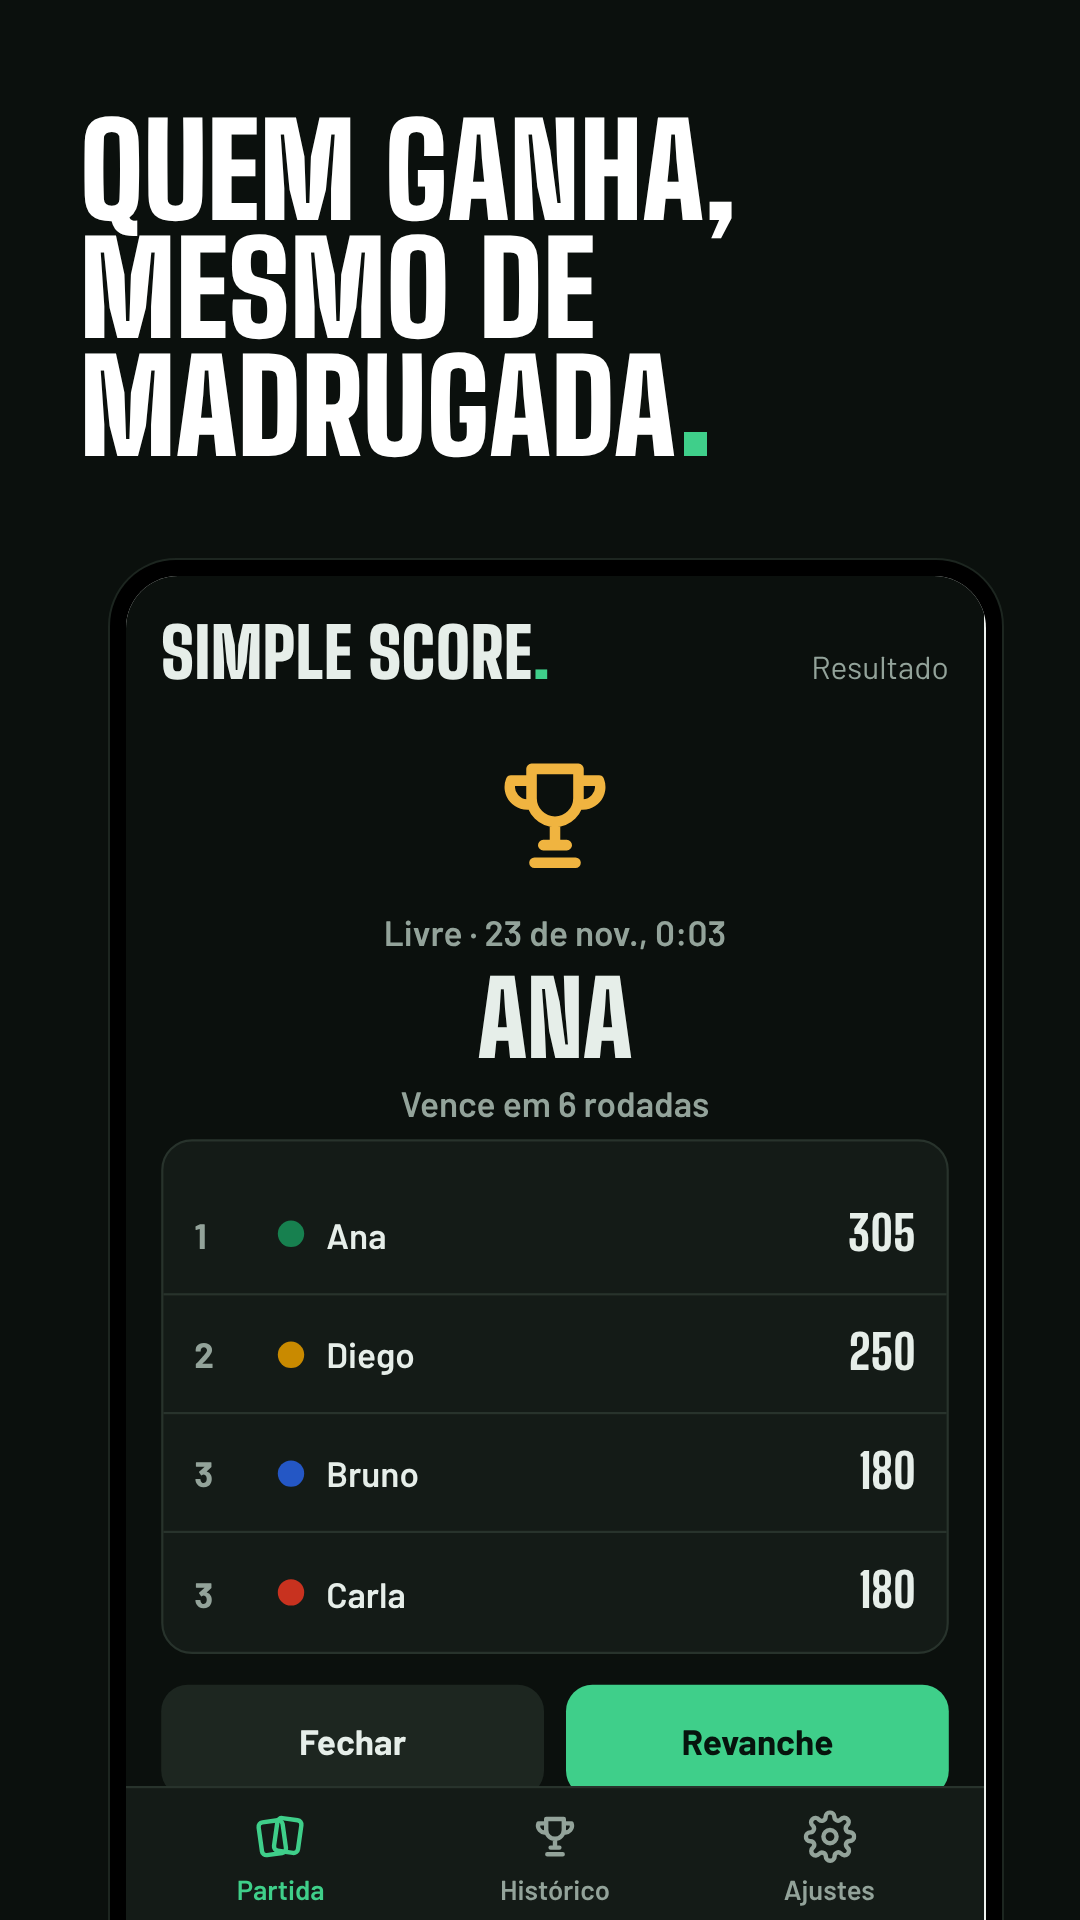 QUEM GANHA,
MESMO DE
MADRUGADA.
SIMPLE SCORE.
Resultado
Livre · 23 de nov., 0:03
ANA
Vence em 6 rodadas
1 Ana 305
2 Diego 250
3 Bruno 180
3 Carla 180
Fechar Revanche
Partida Histórico Ajustes